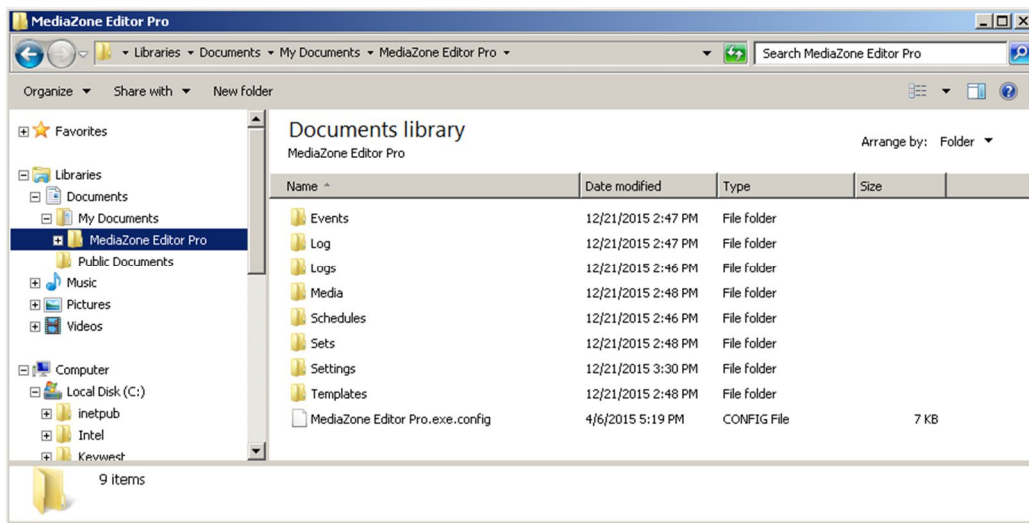 MediaZone Editor Pro
Libraries Documents My Documents MediaZone Editor Pro
Search MediaZone Editor Pro
Organize Share with New folder
Favorites
Libraries
Documents
My Documents
MediaZone Editor Pro
Public Documents
Music
Pictures
Videos
Computer
Local Disk (C:)
inetpub
Intel
Keywest
Documents library
MediaZone Editor Pro
Arrange by: Folder
Name Date modified Type Size
Events 12/21/2015 2:47 PM File folder
Log 12/21/2015 2:47 PM File folder
Logs 12/21/2015 2:46 PM File folder
Media 12/21/2015 2:48 PM File folder
Schedules 12/21/2015 2:46 PM File folder
Sets 12/21/2015 2:48 PM File folder
Settings 12/21/2015 3:30 PM File folder
Templates 12/21/2015 2:48 PM File folder
MediaZone Editor Pro.exe.config 4/6/2015 5:19 PM CONFIG File 7 KB
9 items